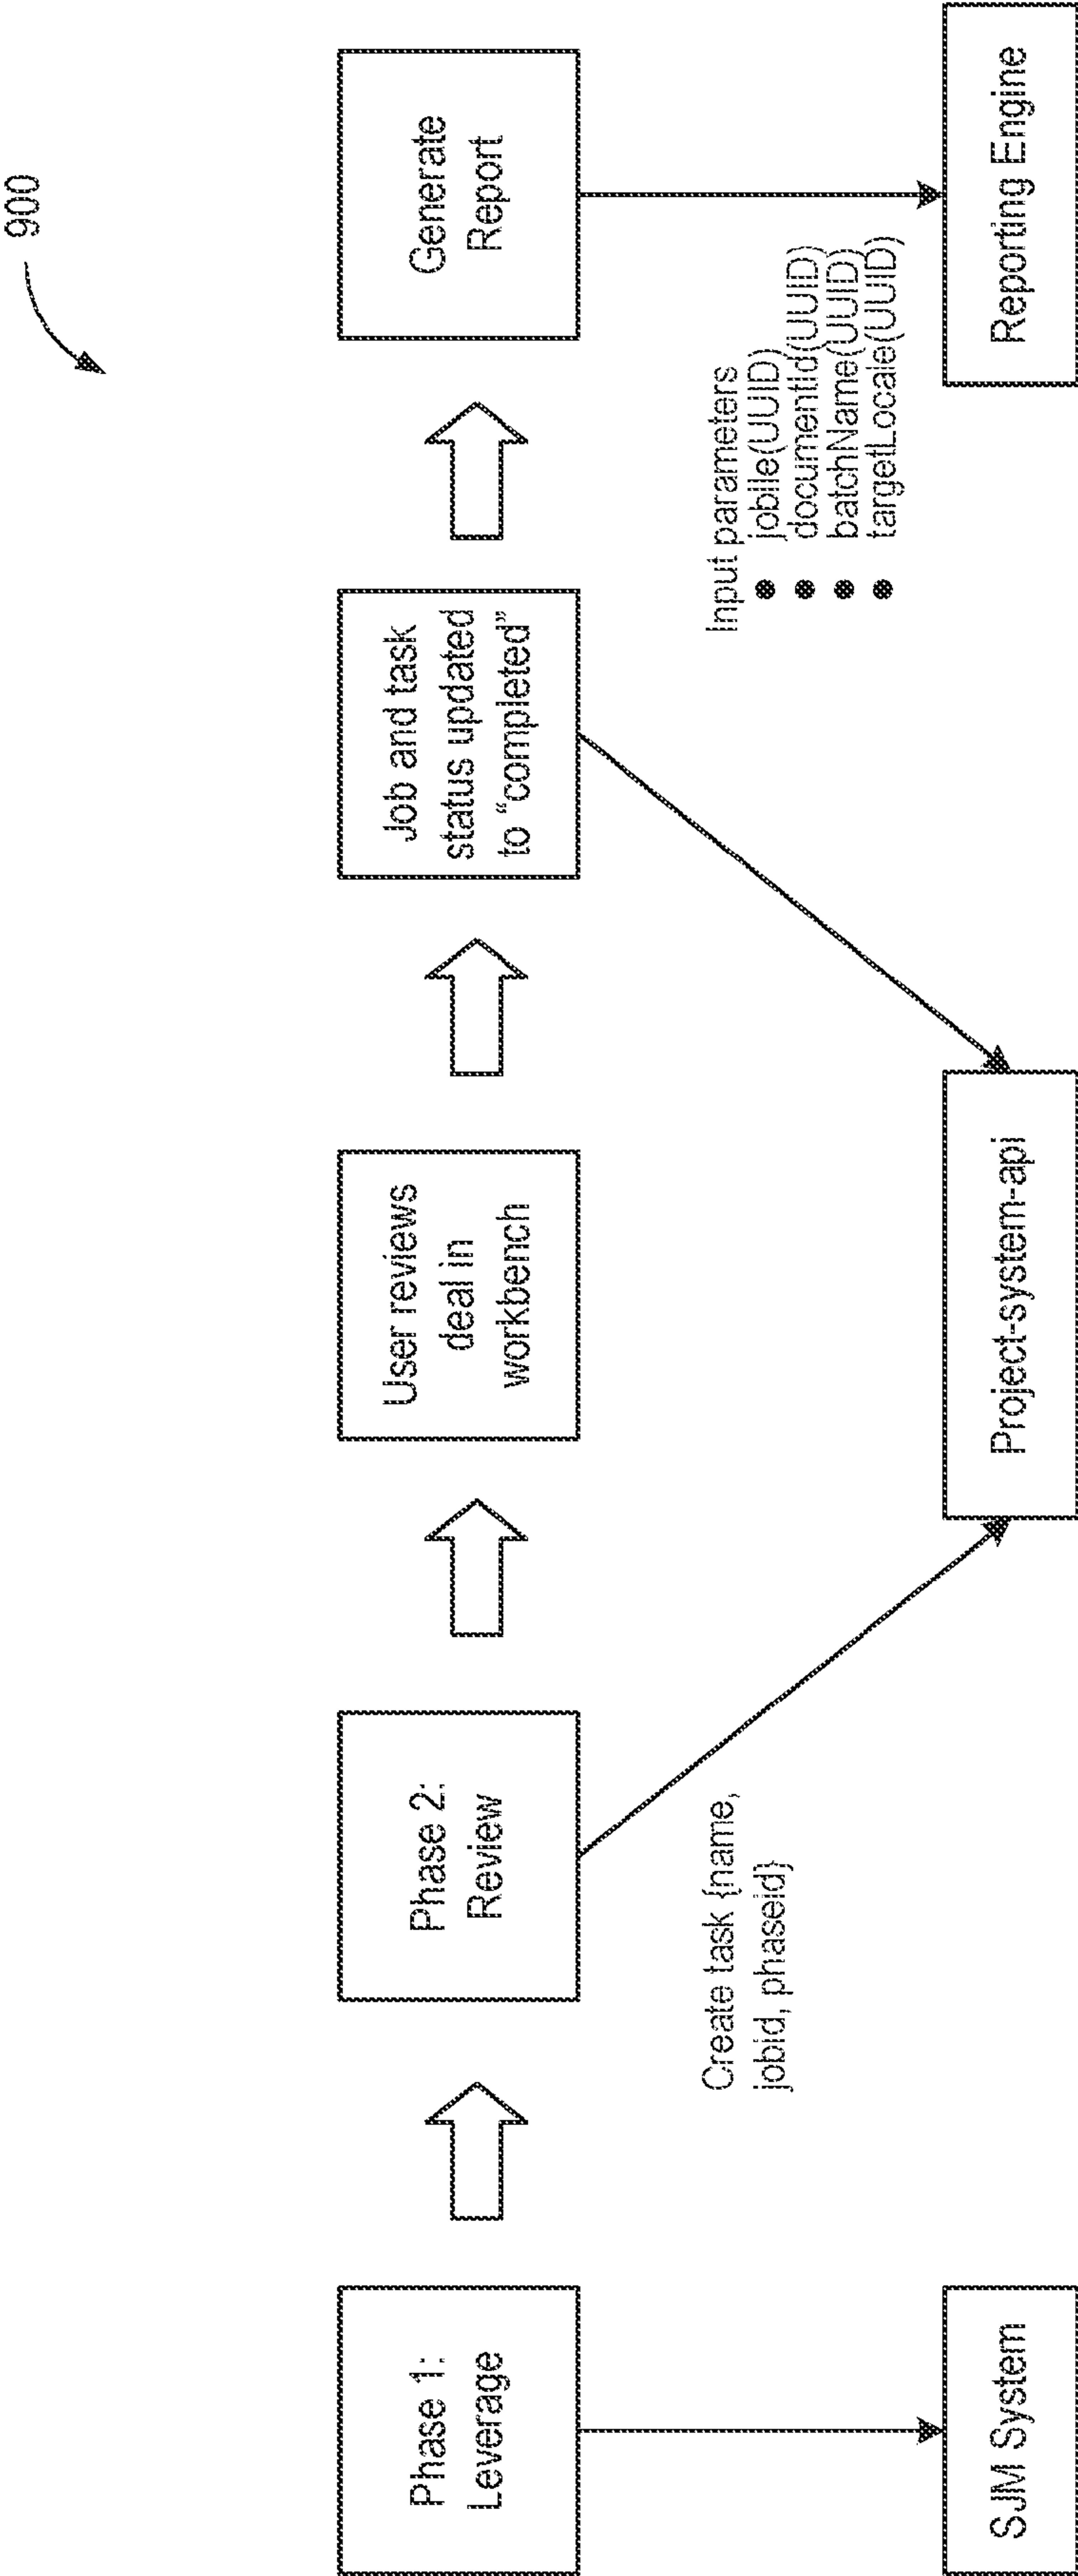 900
Phase 1:
Leverage
Phase 2:
Review
User reviews
deal in
workbench
Job and task
status updated
to “completed”
Generate
Report
Create task {name,
jobid, phaseid}
Input parameters
● jobIIe(UUID)
● documentId(UUID)
● batchName(UUID)
● targetLocale(UUID)
SJM System
Project-system-api
Reporting Engine